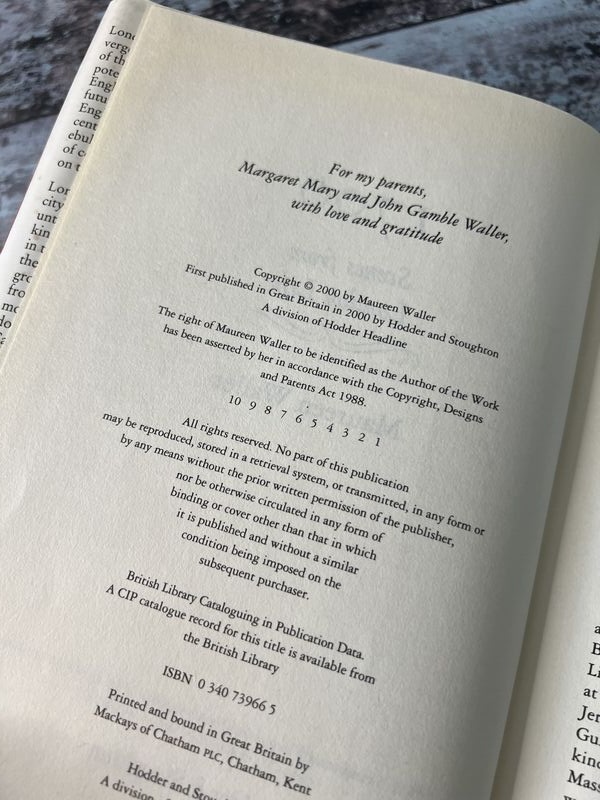 For my parents,
Margaret Mary and John Gamble Waller,
with love and gratitude
Copyright © 2000 by Maureen Waller
First published in Great Britain in 2000 by Hodder and Stoughton
A division of Hodder Headline
The right of Maureen Waller to be identified as the Author of the Work
has been asserted by her in accordance with the Copyright, Designs
and Patents Act 1988.
10 9 8 7 6 5 4 3 2 1
All rights reserved. No part of this publication
may be reproduced, stored in a retrieval system, or transmitted, in any form or
by any means without the prior written permission of the publisher,
nor be otherwise circulated in any form of
binding or cover other than that in which
it is published and without a similar
condition being imposed on the
subsequent purchaser.
British Library Cataloguing in Publication Data.
A CIP catalogue record for this title is available from
the British Library
ISBN 0 340 73966 5
Printed and bound in Great Britain by
Mackays of Chatham PLC, Chatham, Kent
Hodder and
A division
of th
of c
on t
city
in t
the
at